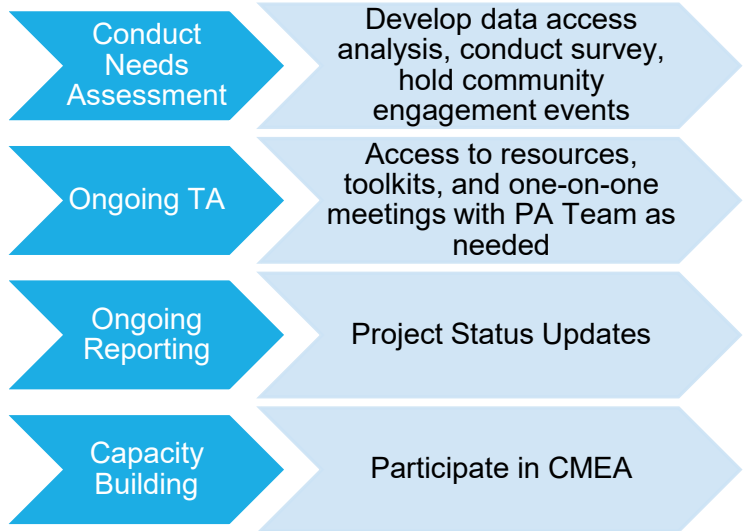 Conduct
Needs
Assessment
Develop data access
analysis, conduct survey,
hold community
engagement events
Ongoing TA
Access to resources,
toolkits, and one-on-one
meetings with PA Team as
needed
Ongoing
Reporting
Project Status Updates
Capacity
Building
Participate in CMEA